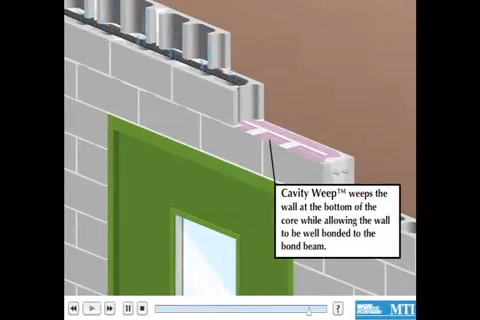 Cavity Weep™ weeps the
wall at the bottom of the
core while allowing the wall
to be well bonded to the
bond beam.
?
MTI